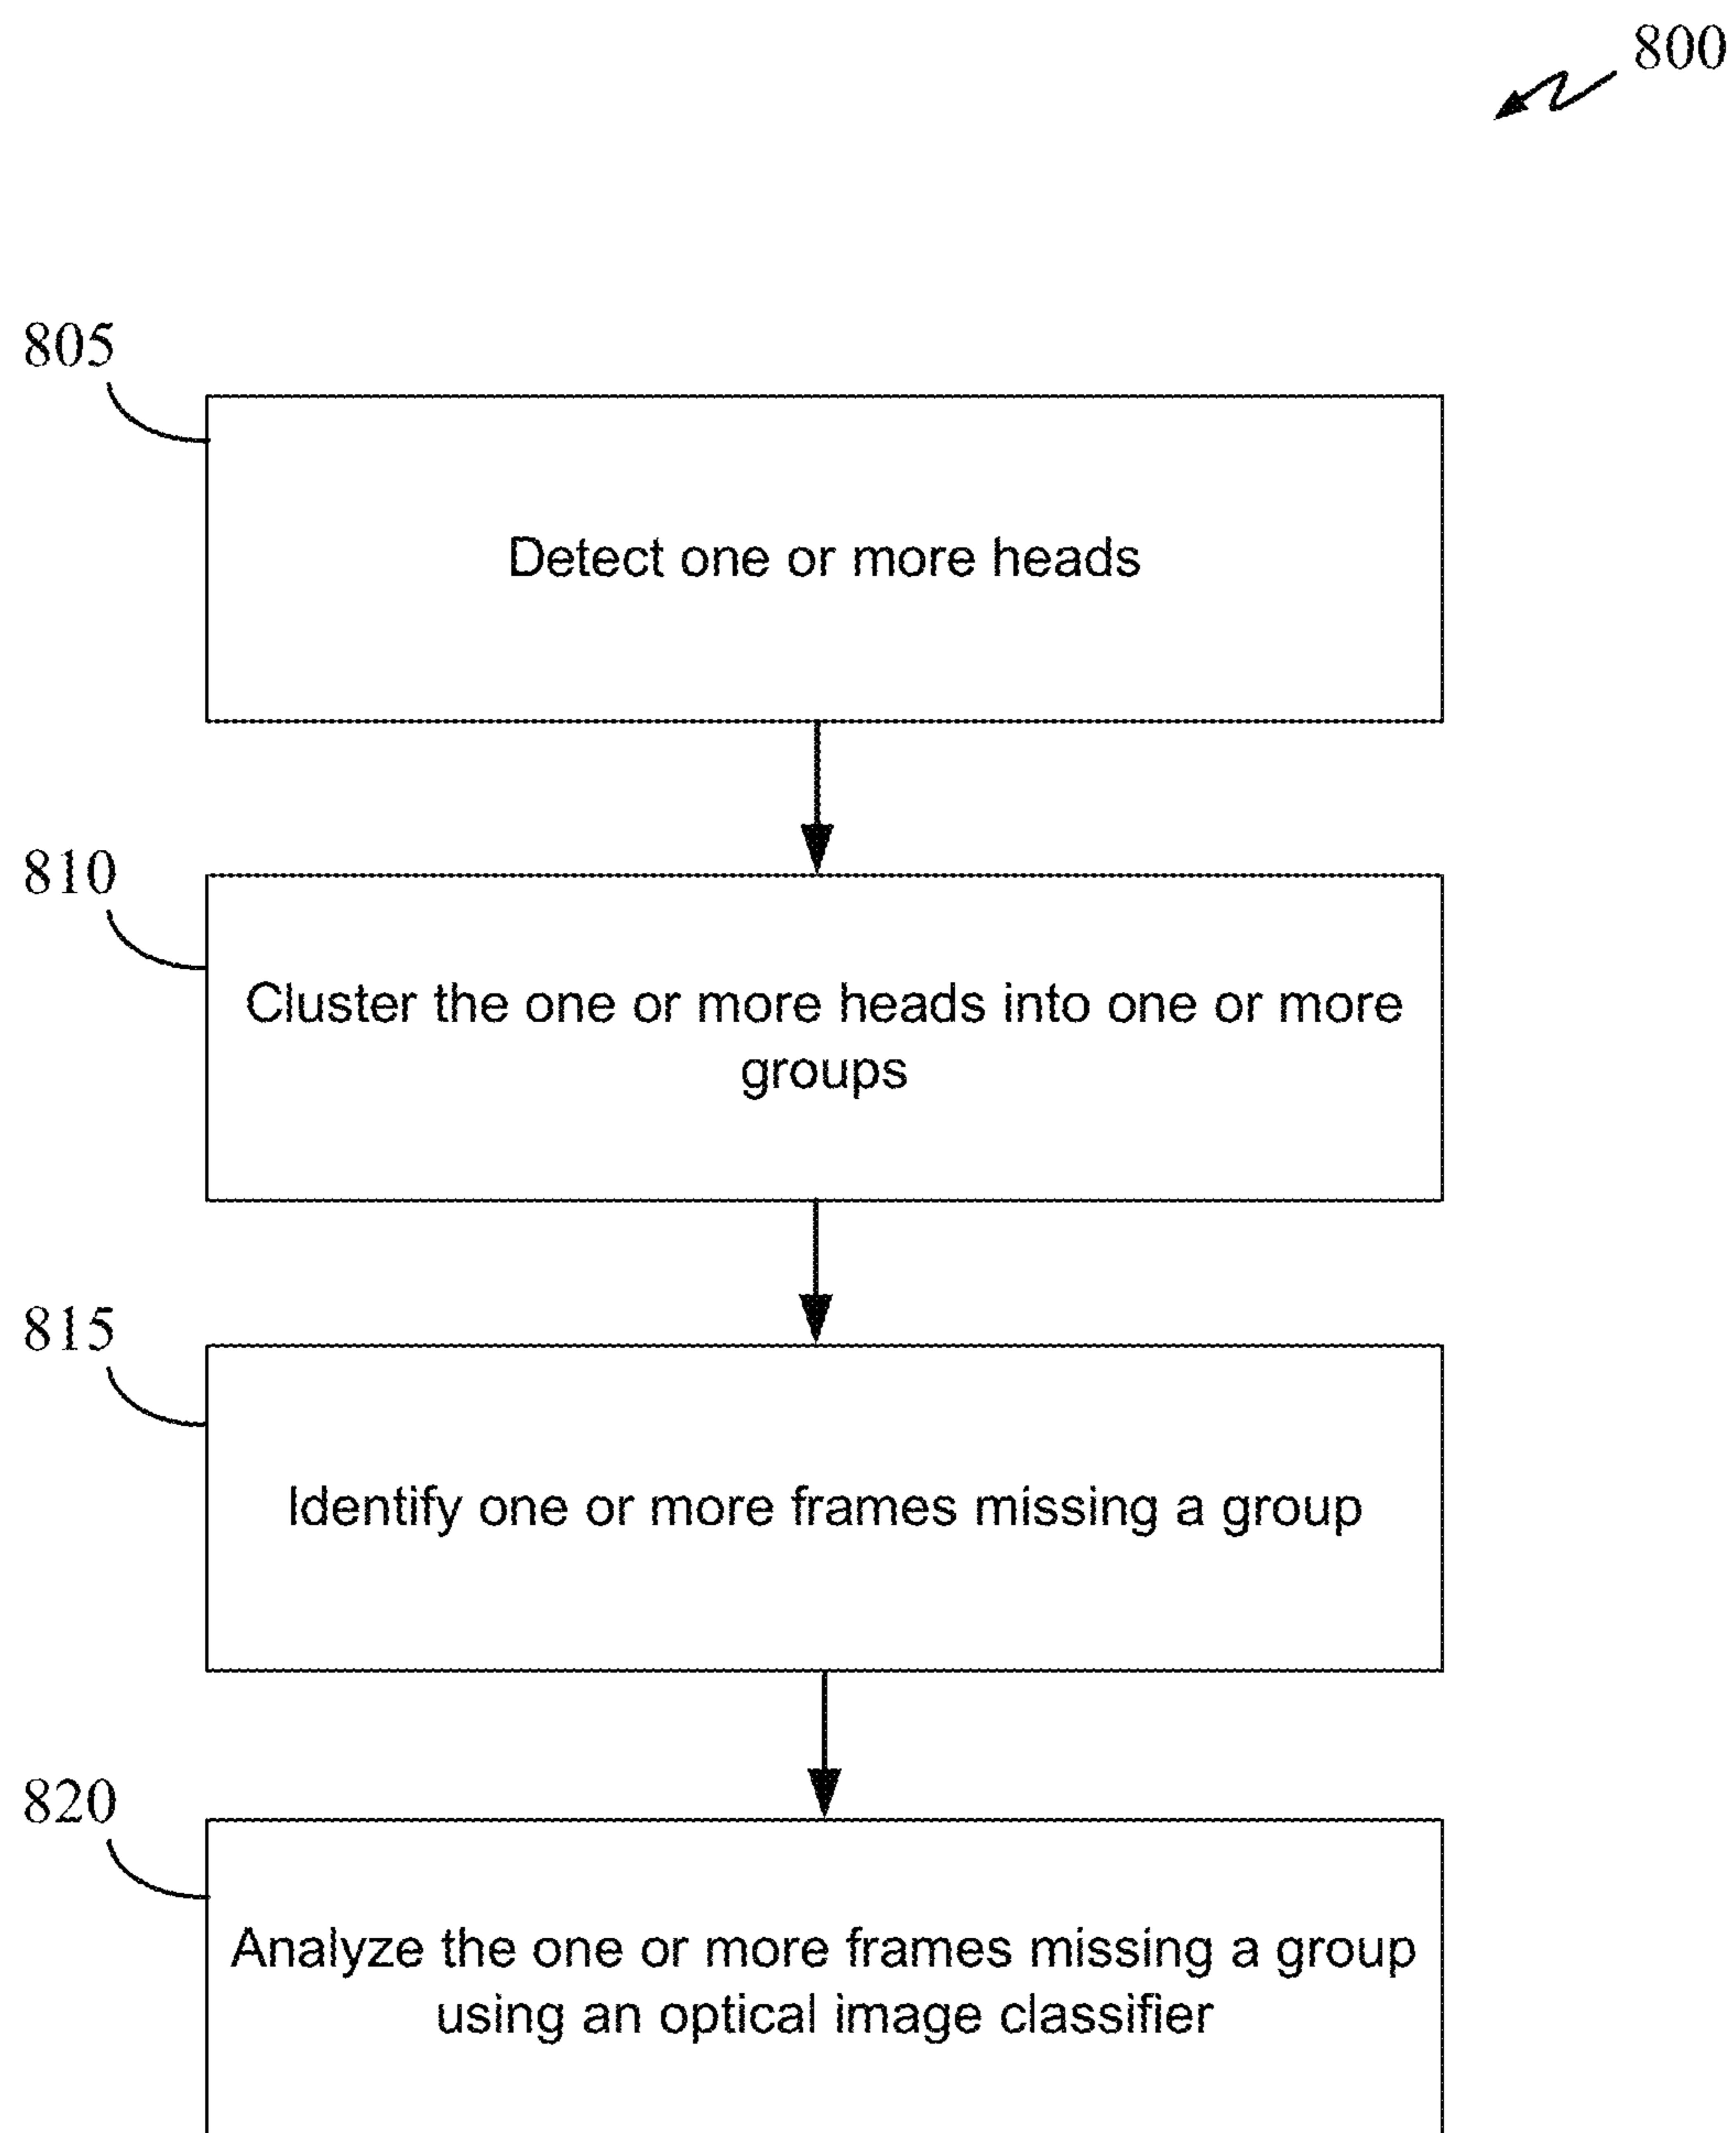 800
805
Detect one or more heads
810
Cluster the one or more heads into one or more
groups
815
Identify one or more frames missing a group
820
Analyze the one or more frames missing a group
using an optical image classifier